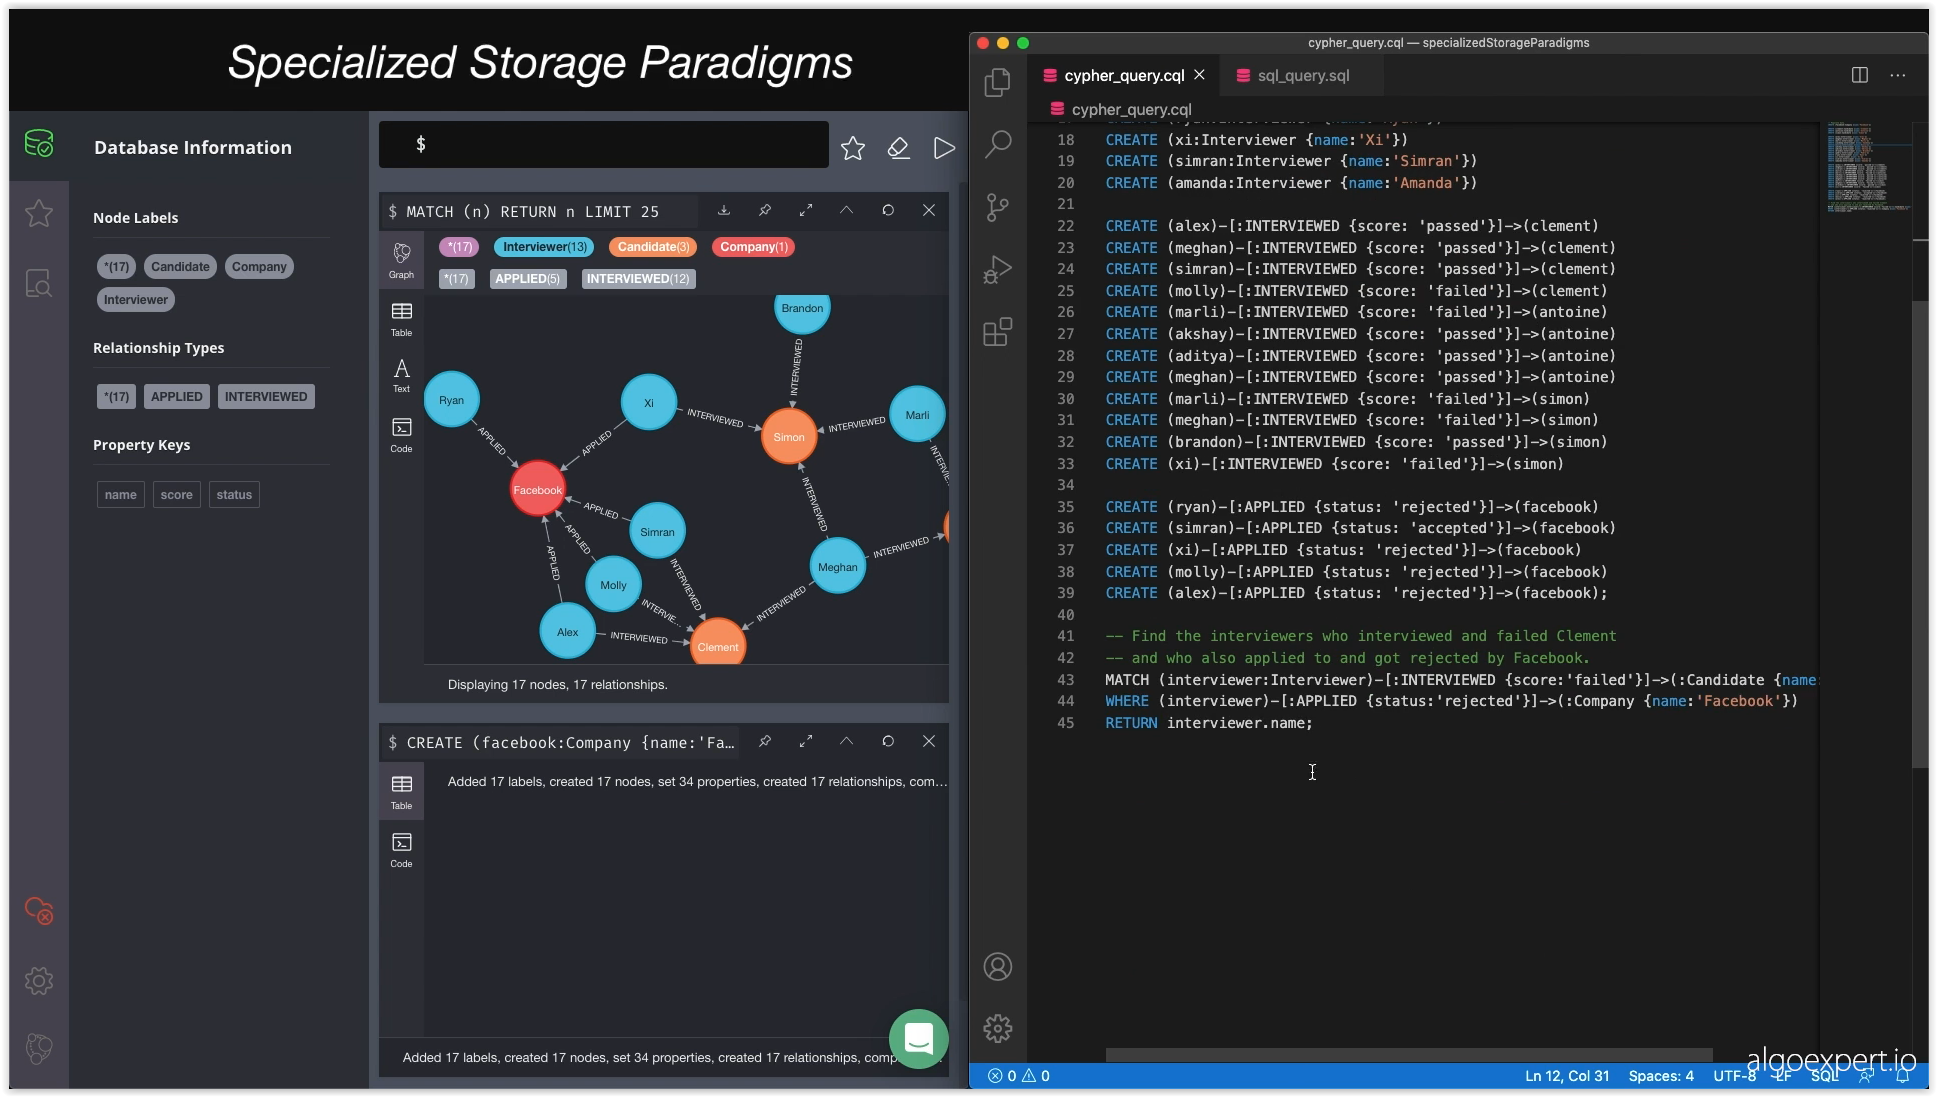 Specialized Storage Paradigms
cypher_query.cql — specializedStorageParadigms
cypher_query.cql
sql_query.sql
cypher_query.cql
Database Information
Node Labels
*(17) Candidate Company
Interviewer
Relationship Types
*(17) APPLIED INTERVIEWED
Property Keys
name score status
$
$ MATCH (n) RETURN n LIMIT 25
*(17) Interviewer(13) Candidate(3) Company(1)
*(17) APPLIED(5) INTERVIEWED(12)
Graph
Table
Text
Code
Brandon
INTERVIEWED
Ryan
Xi
INTERVIEWED
Marli
INTERVIEWED
Simon
APPLIED
APPLIED
INTERVIE
Facebook
APPLIED
Simran
INTERVIEWED
APPLIED
APPLIED
Meghan
INTERVIEWED
Molly
INTERVIEWED
INTERVIE...
INTERVIEWED
Alex
INTERVIEWED
Clement
Displaying 17 nodes, 17 relationships.
$ CREATE (facebook:Company {name:'Fa…
Table
Code
Added 17 labels, created 17 nodes, set 34 properties, created 17 relationships, com…
Added 17 labels, created 17 nodes, set 34 properties, created 17 relationships, comp
18 CREATE (xi:Interviewer {name:'Xi'})
19 CREATE (simran:Interviewer {name:'Simran'})
20 CREATE (amanda:Interviewer {name:'Amanda'})
21
22 CREATE (alex)-[:INTERVIEWED {score: 'passed'}]->(clement)
23 CREATE (meghan)-[:INTERVIEWED {score: 'passed'}]->(clement)
24 CREATE (simran)-[:INTERVIEWED {score: 'passed'}]->(clement)
25 CREATE (molly)-[:INTERVIEWED {score: 'failed'}]->(clement)
26 CREATE (marli)-[:INTERVIEWED {score: 'failed'}]->(antoine)
27 CREATE (akshay)-[:INTERVIEWED {score: 'passed'}]->(antoine)
28 CREATE (aditya)-[:INTERVIEWED {score: 'passed'}]->(antoine)
29 CREATE (meghan)-[:INTERVIEWED {score: 'passed'}]->(antoine)
30 CREATE (marli)-[:INTERVIEWED {score: 'passed'}]->(simon)
31 CREATE (meghan)-[:INTERVIEWED {score: 'failed'}]->(simon)
32 CREATE (brandon)-[:INTERVIEWED {score: 'passed'}]->(simon)
33 CREATE (xi)-[:INTERVIEWED {score: 'failed'}]->(simon)
34
35 CREATE (ryan)-[:APPLIED {status: 'rejected'}]->(facebook)
36 CREATE (simran)-[:APPLIED {status: 'accepted'}]->(facebook)
37 CREATE (xi)-[:APPLIED {status: 'rejected'}]->(facebook)
38 CREATE (molly)-[:APPLIED {status: 'rejected'}]->(facebook)
39 CREATE (alex)-[:APPLIED {status: 'rejected'}]->(facebook);
40
41 -- Find the interviewers who interviewed and failed Clement
42 -- and who also applied to and got rejected by Facebook.
43 MATCH (interviewer:Interviewer)-[:INTERVIEWED {score:'failed'}]->(:Candidate {name:
44 WHERE (interviewer)-[:APPLIED {status:'rejected'}]->(:Company {name:'Facebook'})
45 RETURN interviewer.name;
algoexpert.io
0 0
Ln 12, Col 31 Spaces: 4 UTF-8 LF SQL